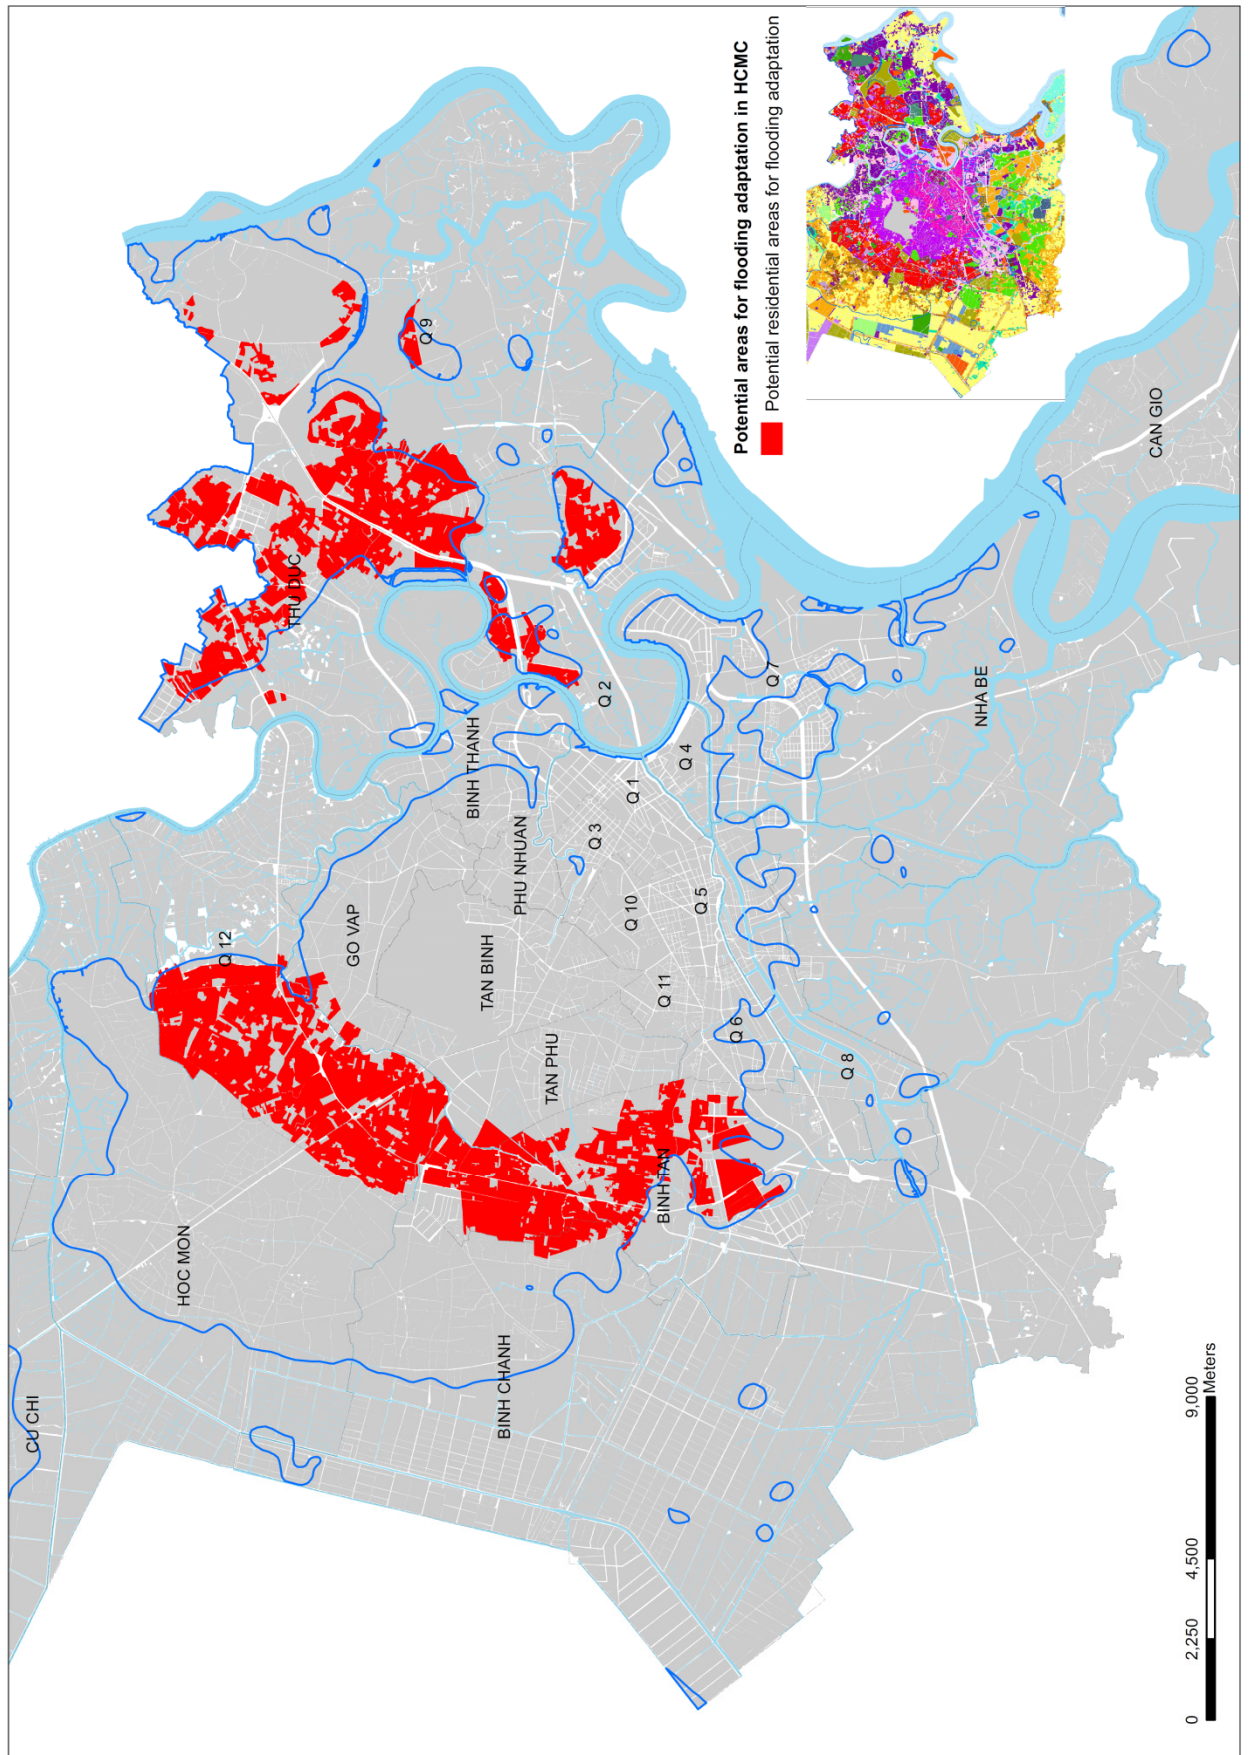 Potential areas for flooding adaptation in HCMC
Potential residential areas for flooding adaptation
CU CHI
HOC MON
Q 12
THU DUC
Q 9
GO VAP
BINH THANH
BINH CHANH
TAN BINH
PHU NHUAN
TAN PHU
Q 3
Q 2
Q 10
Q 1
BINH TAN
Q 11
Q 5
Q 4
Q 6
Q 7
Q 8
NHA BE
CAN GIO
0 2,250 4,500 9,000
Meters